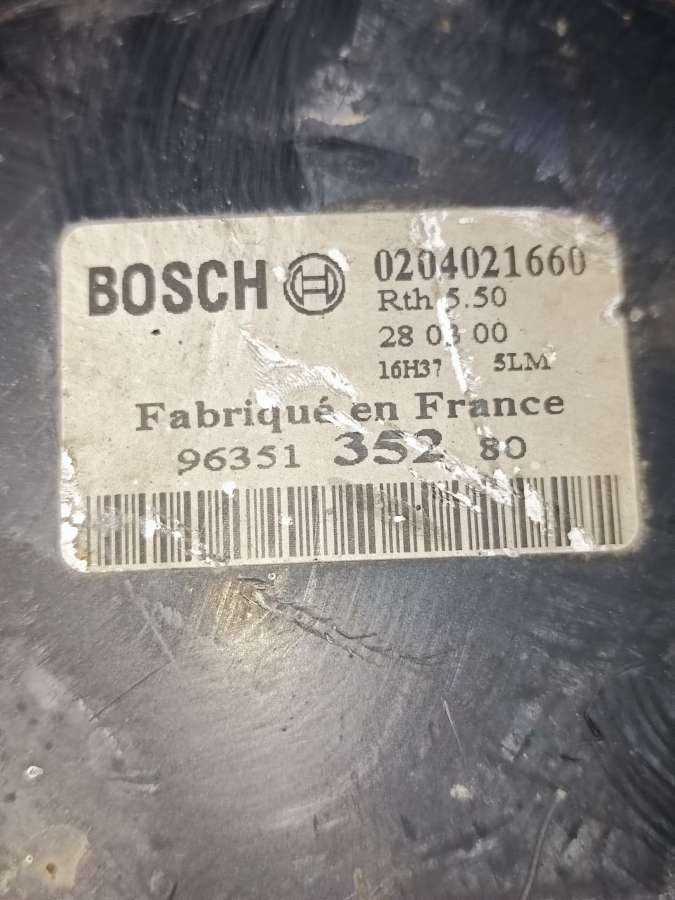 BOSCH 0204021660
Rth 5.50
28 03 00
16H37 5LM
Fabriqué en France
96351 352 80